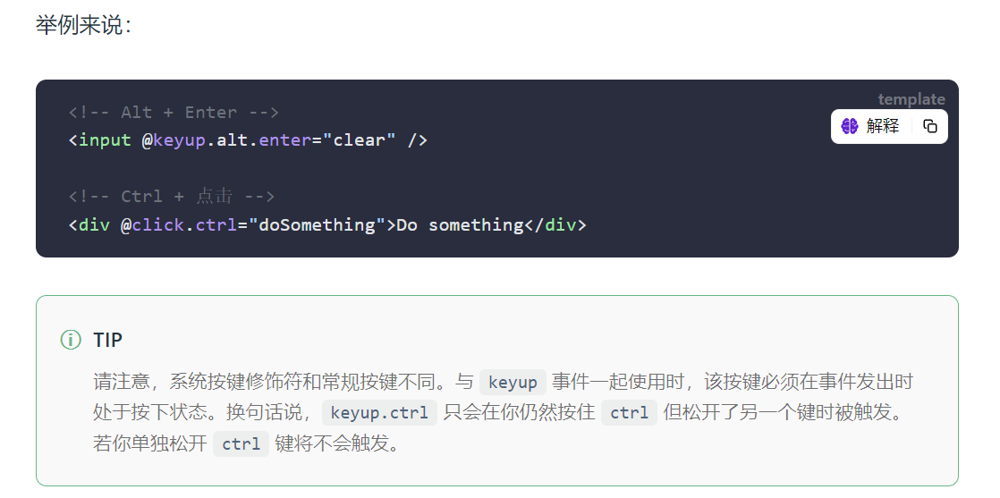 举例来说：
template
<!-- Alt + Enter -->
<input @keyup.alt.enter="clear" />
解释
<!-- Ctrl + 点击 -->
<div @click.ctrl="doSomething">Do something</div>
TIP
请注意，系统按键修饰符和常规按键不同。与 keyup 事件一起使用时，该按键必须在事件发出时
处于按下状态。换句话说，keyup.ctrl 只会在你仍然按住 ctrl 但松开了另一个键时被触发。
若你单独松开 ctrl 键将不会触发。